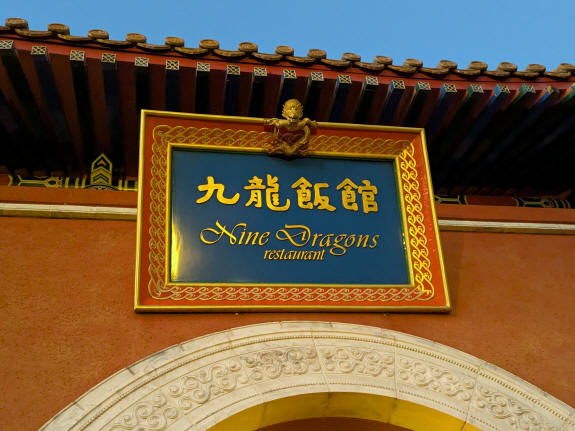 九龍飯館
Nine Dragons
restaurant